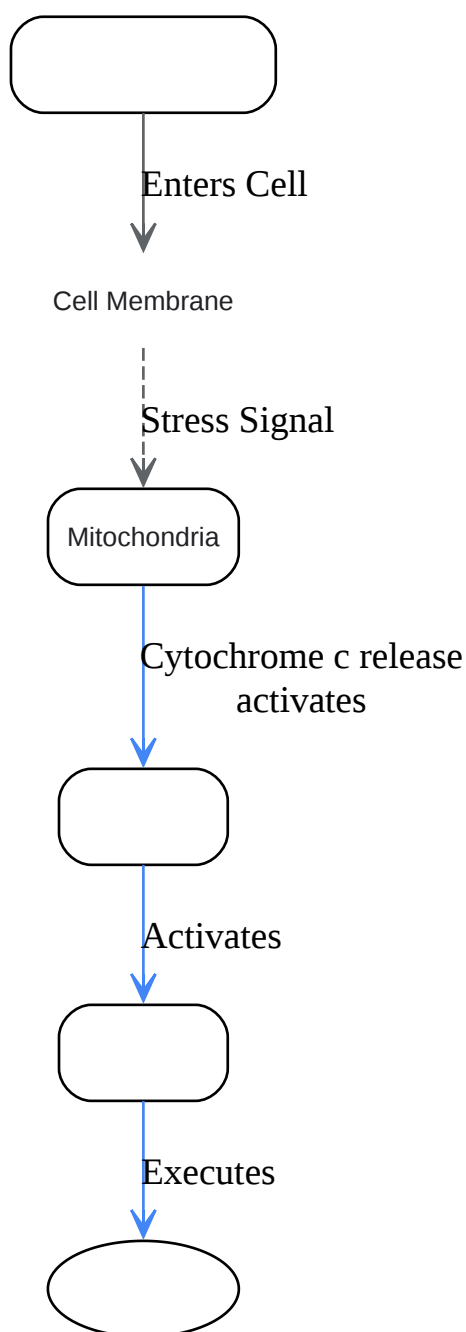 Enters Cell
Cell Membrane
Stress Signal
Mitochondria
Cytochrome c release
activates
Activates
Executes